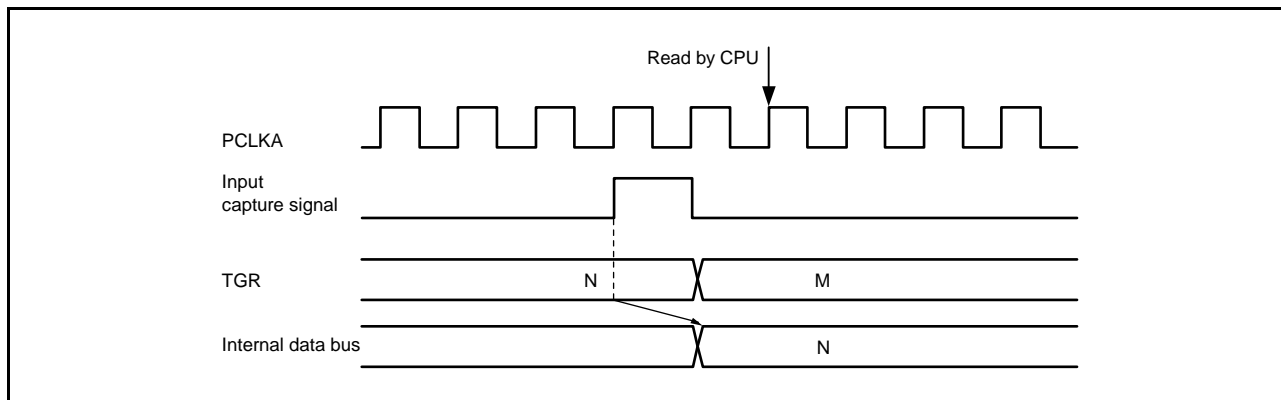 Read by CPU
PCLKA
Input
capture signal
TGR
N
M
Internal data bus
N